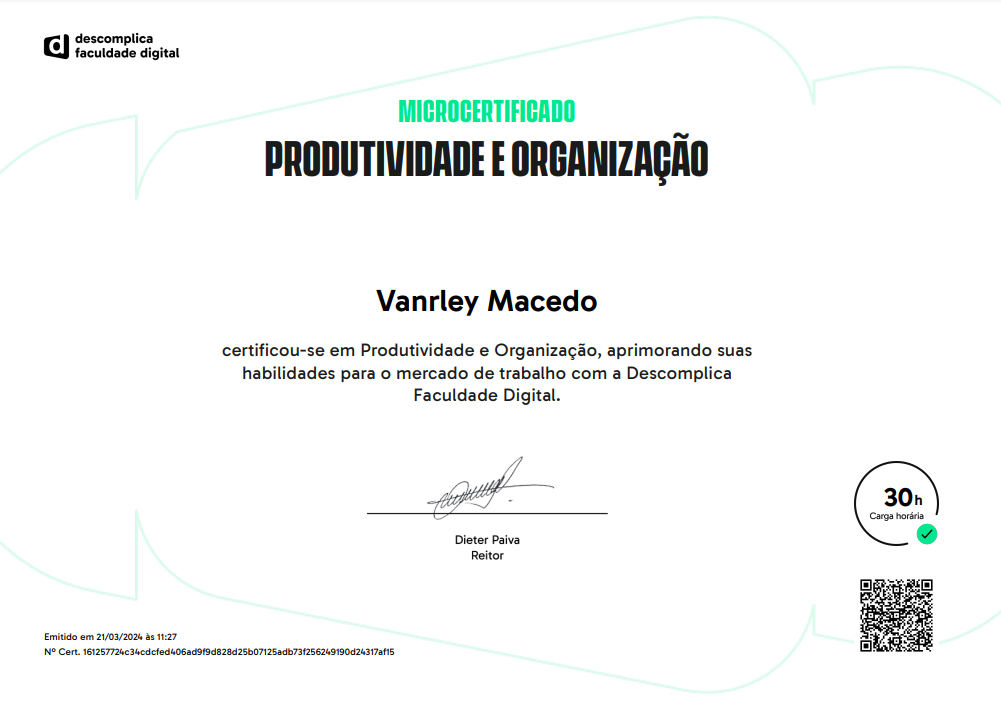 descomplica
faculdade digital
MICROCERTIFICADO
PRODUTIVIDADE E ORGANIZAÇÃO
Vanrley Macedo
certificou-se em Produtividade e Organização, aprimorando suas
habilidades para o mercado de trabalho com a Descomplica
Faculdade Digital.
Dieter Paiva
Reitor
30h
Carga horária
Emitido em 21/03/2024 às 11:27
Nº Cert. 161257724c34cdcfed406ad9f9d828d25b07125adb73f256249190d24317af15